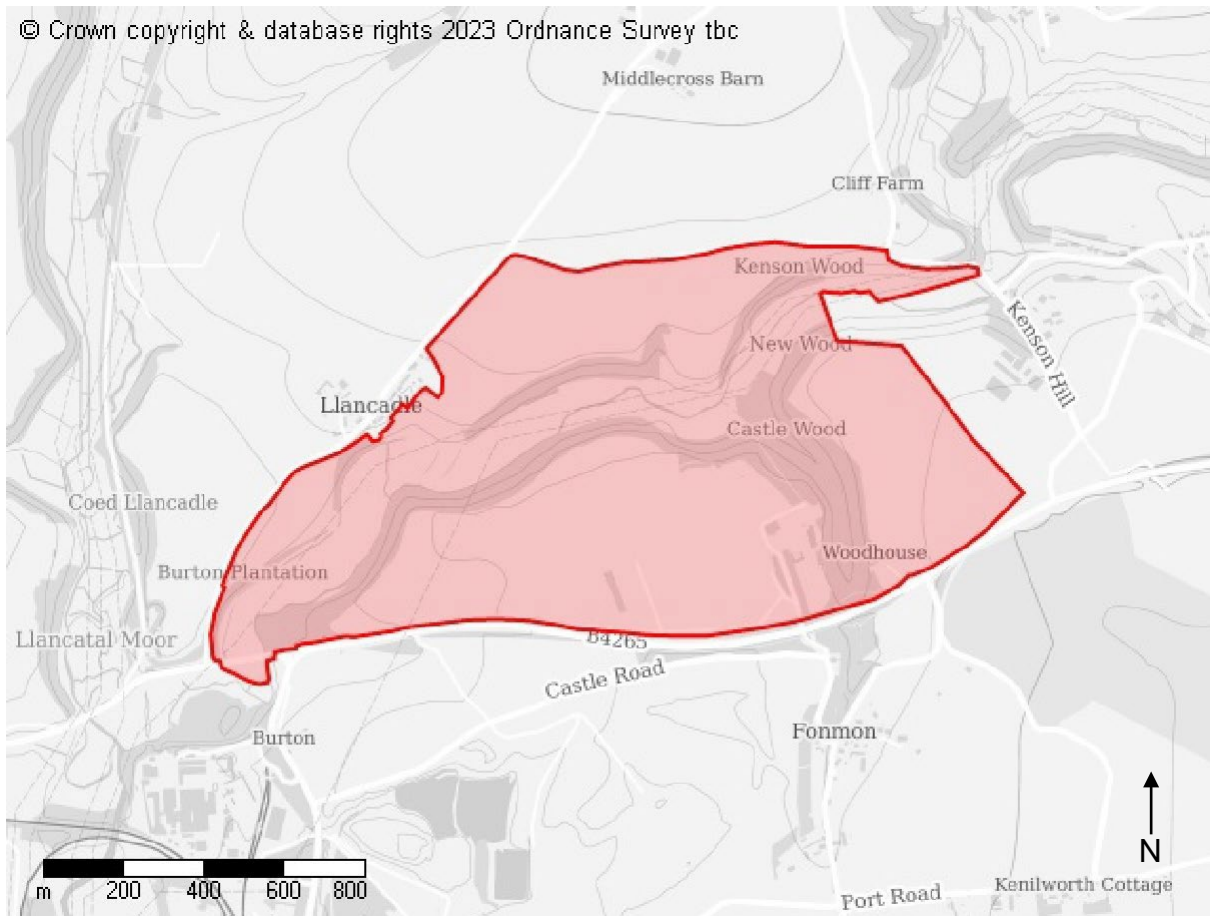 © Crown copyright & database rights 2023 Ordnance Survey tbc
Middlecross Barn
Cliff Farm
Kenson Wood
Kenson Hill
New Wood
Llancadle
Castle Wood
Coed Llancadle
Woodhouse
Burton Plantation
Llancatal Moor
B4265
Castle Road
Fonmon
Burton
N
m 200 400 600 800
Kenilworth Cottage
Port Road